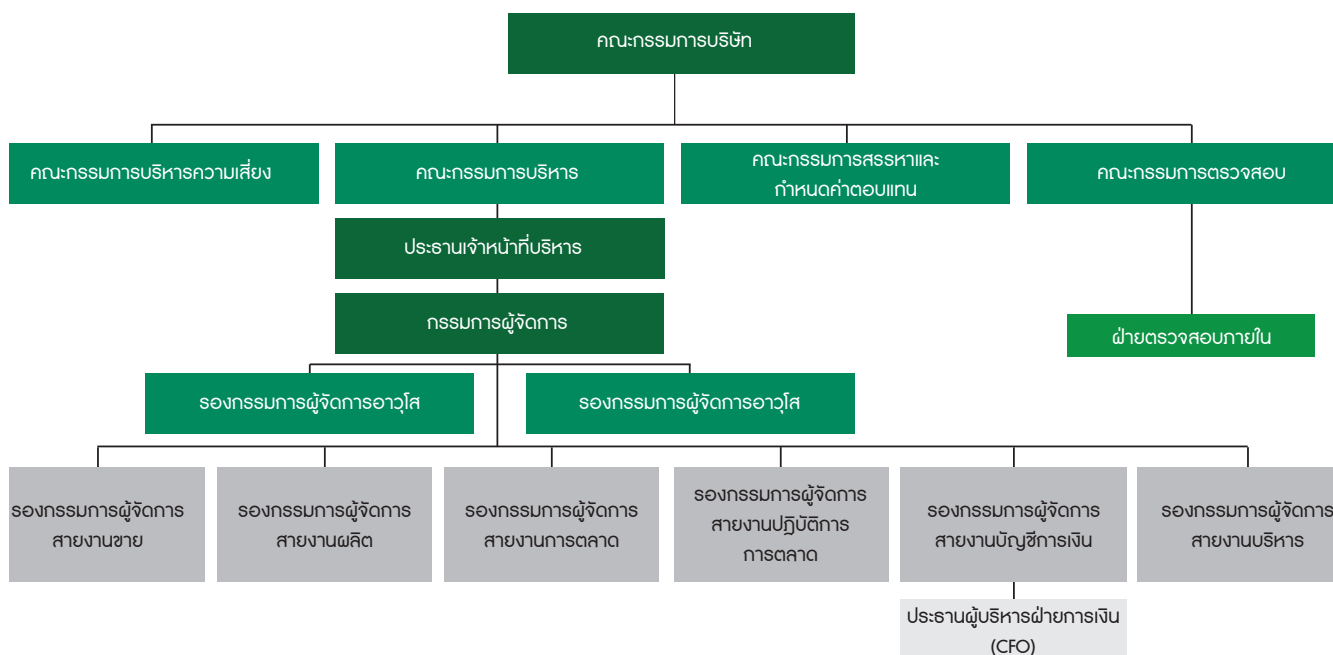 คณะกรรมการบริษัท
คณะกรรมการบริหารความเสี่ยง
คณะกรรมการบริหาร
คณะกรรมการสรรหาและ
กำหนดค่าตอบแทน
คณะกรรมการตรวจสอบ
ประธานเจ้าหน้าที่บริหาร
กรรมการผู้จัดการ
ฝ่ายตรวจสอบภายใน
รองกรรมการผู้จัดการอาวุโส
รองกรรมการผู้จัดการอาวุโส
รองกรรมการผู้จัดการ
สายงานขาย
รองกรรมการผู้จัดการ
สายงานผลิต
รองกรรมการผู้จัดการ
สายงานการตลาด
รองกรรมการผู้จัดการ
สายงานปฏิบัติการ
การตลาด
รองกรรมการผู้จัดการ
สายงานบัญชีการเงิน
รองกรรมการผู้จัดการ
สายงานบริหาร
ประธานผู้บริหารฝ่ายการเงิน
(CFO)